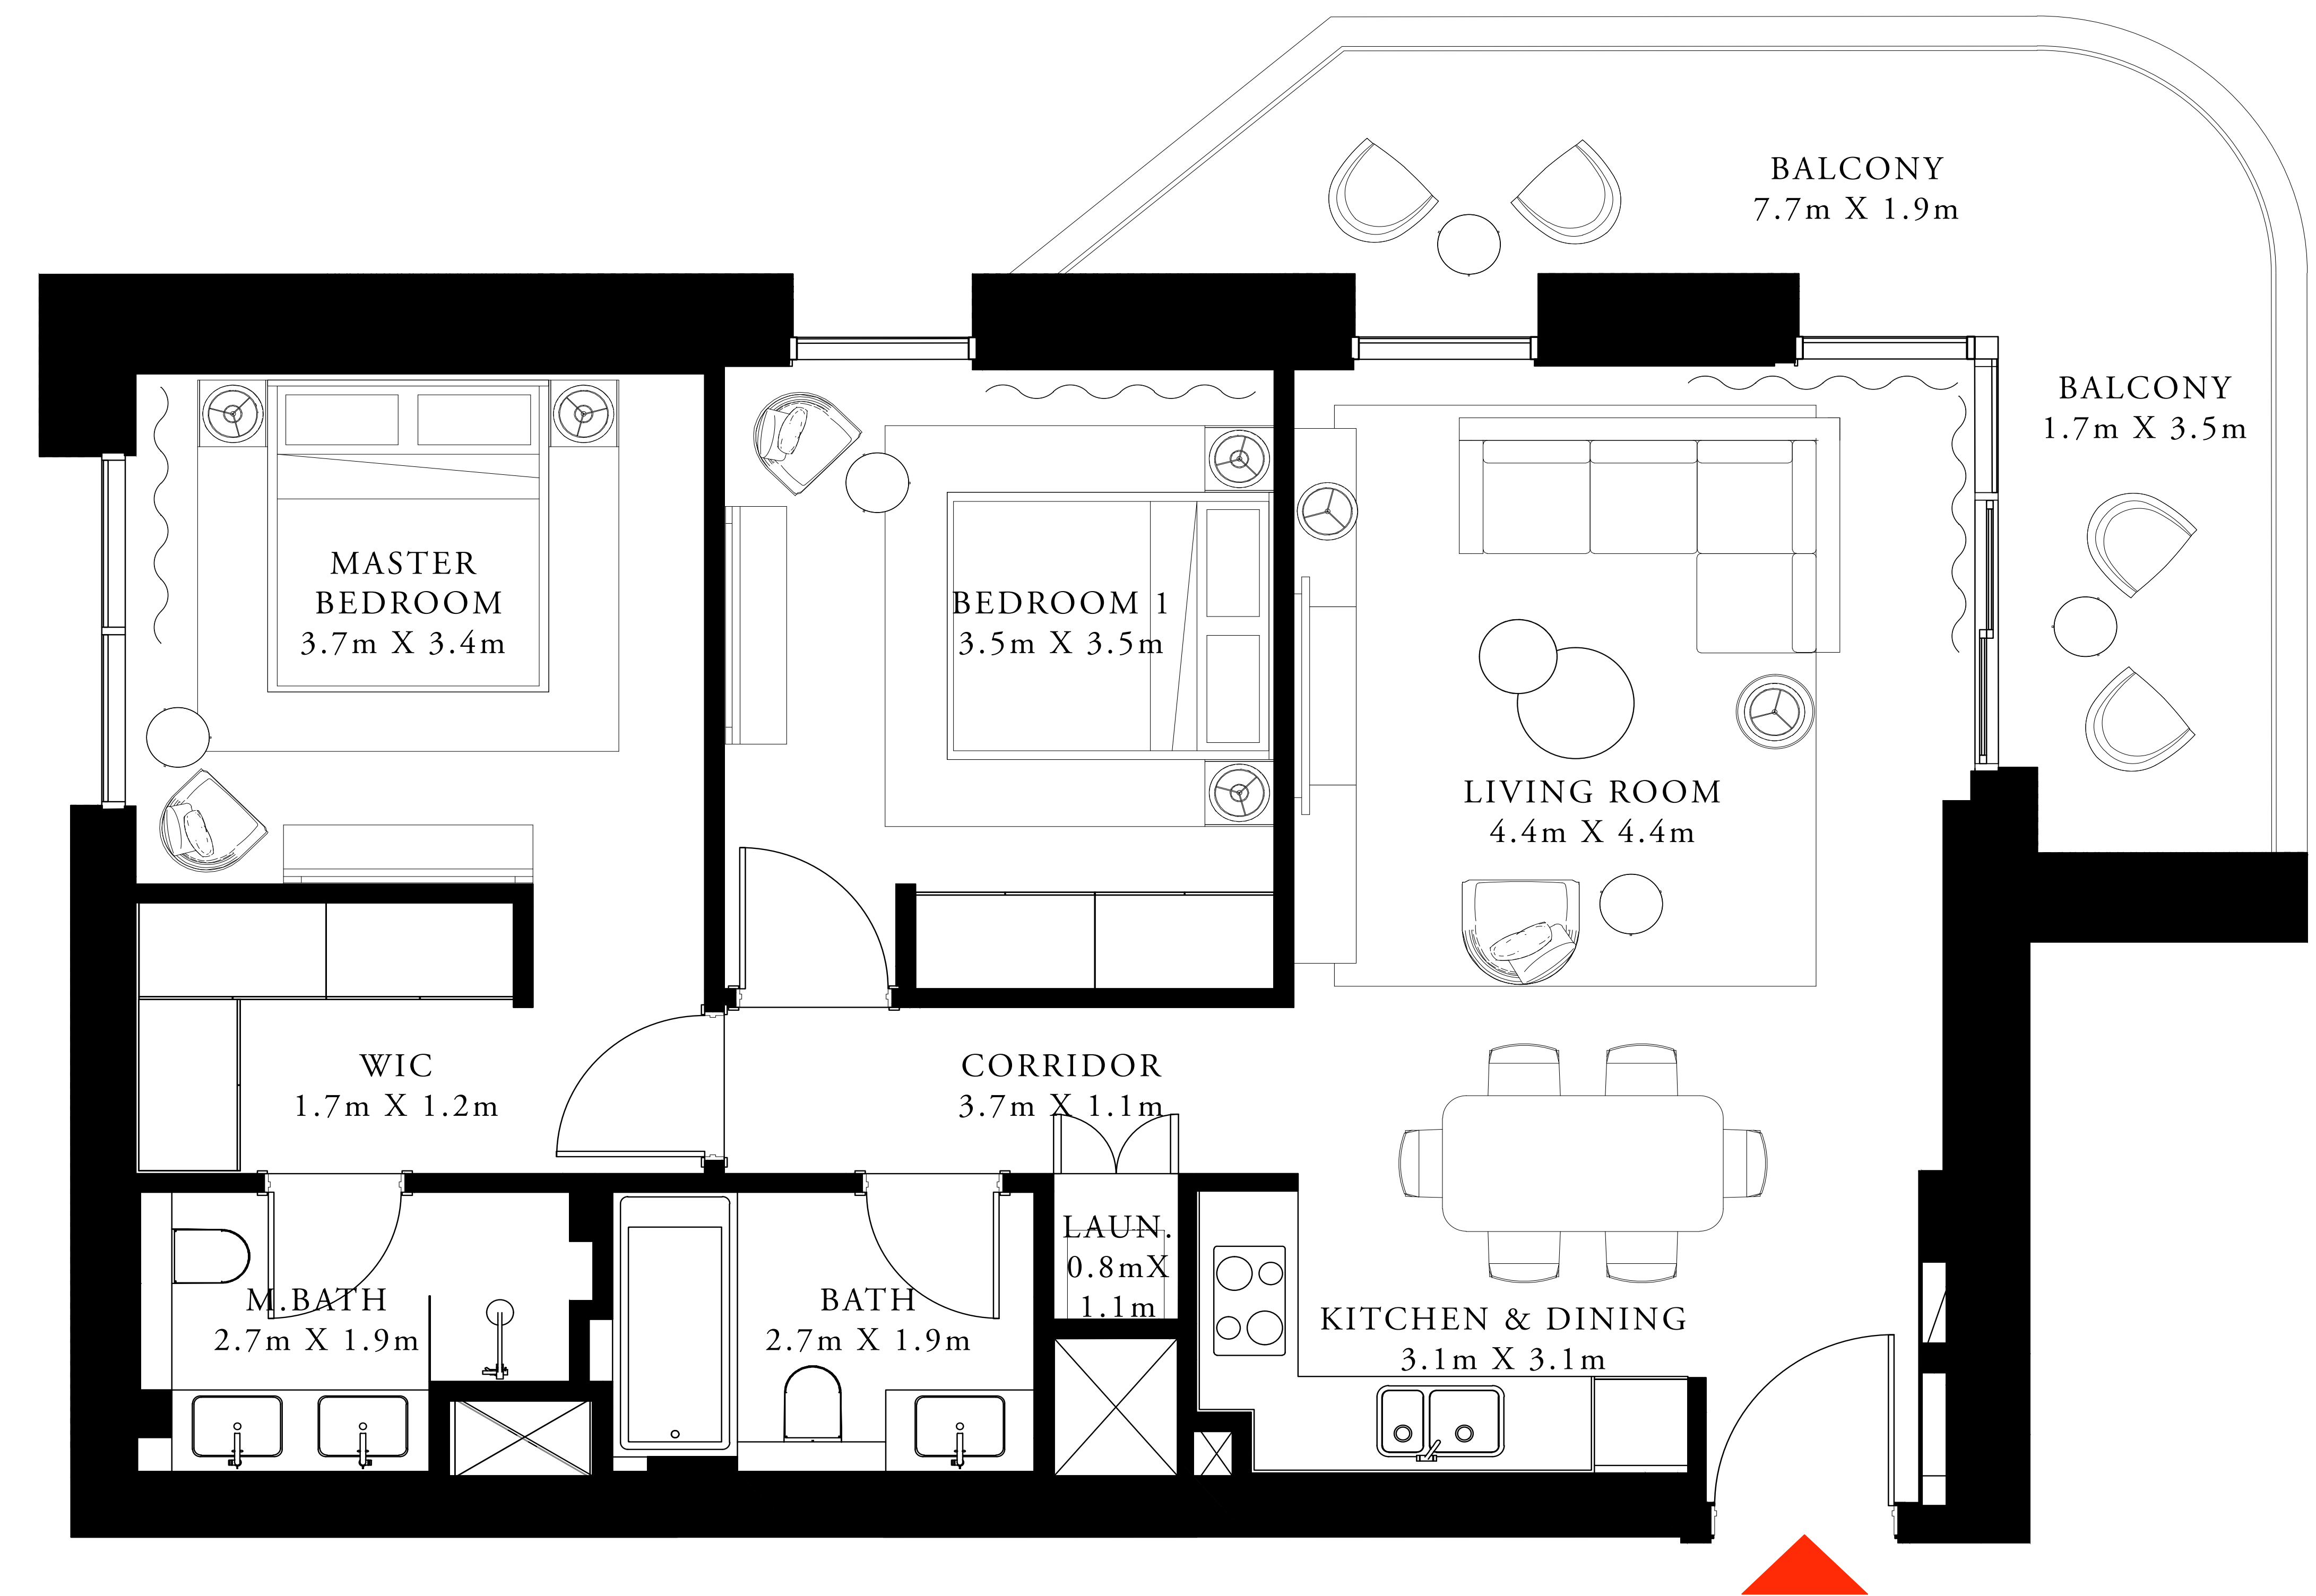 BALCONY
7.7m X 1.9m
BALCONY
1.7m X 3.5m
MASTER
BEDROOM
3.7m X 3.4m
BEDROOM 1
3.5m X 3.5m
LIVING ROOM
4.4m X 4.4m
WIC
1.7m X 1.2m
CORRIDOR
3.7m X 1.1m
M.BATH
2.7m X 1.9m
BATH
2.7m X 1.9m
LAUN.
0.8mX
1.1m
KITCHEN & DINING
3.1m X 3.1m